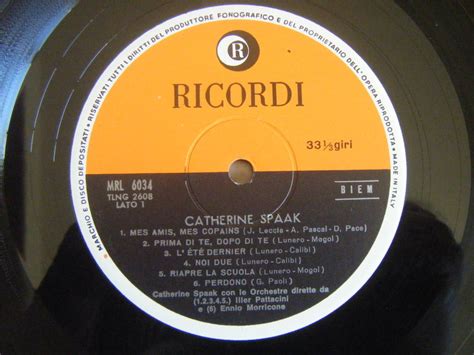 MARCHIO E DISCO DEPOSITATI • RISERVATI TUTTI I DIRITTI DEL PRODUTTORE FONOGRAFICO E DEL PROPRIETARIO DELL'OPERA RIPRODOTTA • MADE IN ITALY
R
RICORDI
33 1/3 giri
MRL 6034
TLNG 2608
LATO 1
BIEM
CATHERINE SPAAK
1. MES AMIS, MES COPAINS (J. Leccia - A. Pascal - D. Pace)
2. PRIMA DI TE, DOPO DI TE (Lunero - Mogol)
3. L' ÉTÉ DERNIER (Lunero - Calibi)
4. NOI DUE (Lunero - Calibi)
5. RIAPRE LA SCUOLA (Lunero - Mogol)
6. PERDONO (G. Paoli)
Catherine Spaak con le Orchestre dirette da
(1.2.3.4.5.) Iller Pattacini
e (6) Ennio Morricone